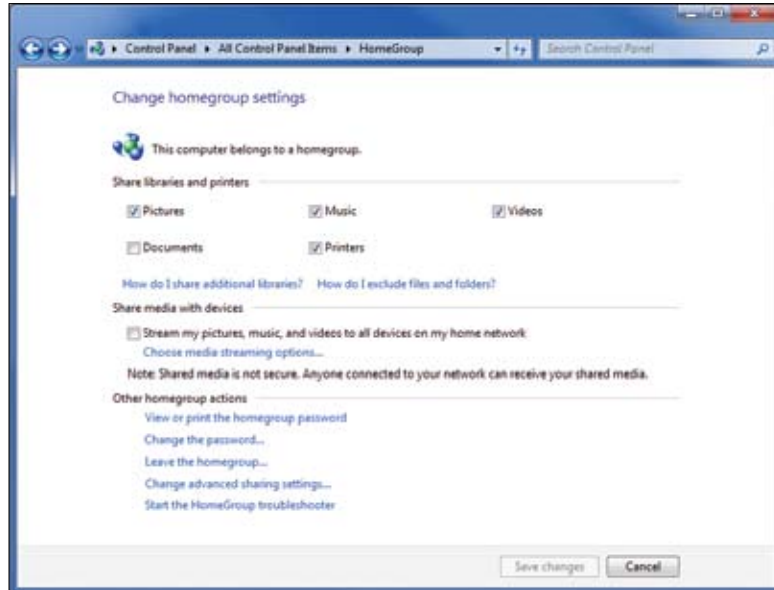 Control Panel ▸ All Control Panel Items ▸ HomeGroup
Search Control Panel
Change homegroup settings
This computer belongs to a homegroup.
Share libraries and printers
Pictures Music Videos
Documents Printers
How do I share additional libraries? How do I exclude files and folders?
Share media with devices
Stream my pictures, music, and videos to all devices on my home network
Choose media streaming options...
Note: Shared media is not secure. Anyone connected to your network can receive your shared media.
Other homegroup actions
View or print the homegroup password
Change the password...
Leave the homegroup...
Change advanced sharing settings...
Start the HomeGroup troubleshooter
Save changes Cancel